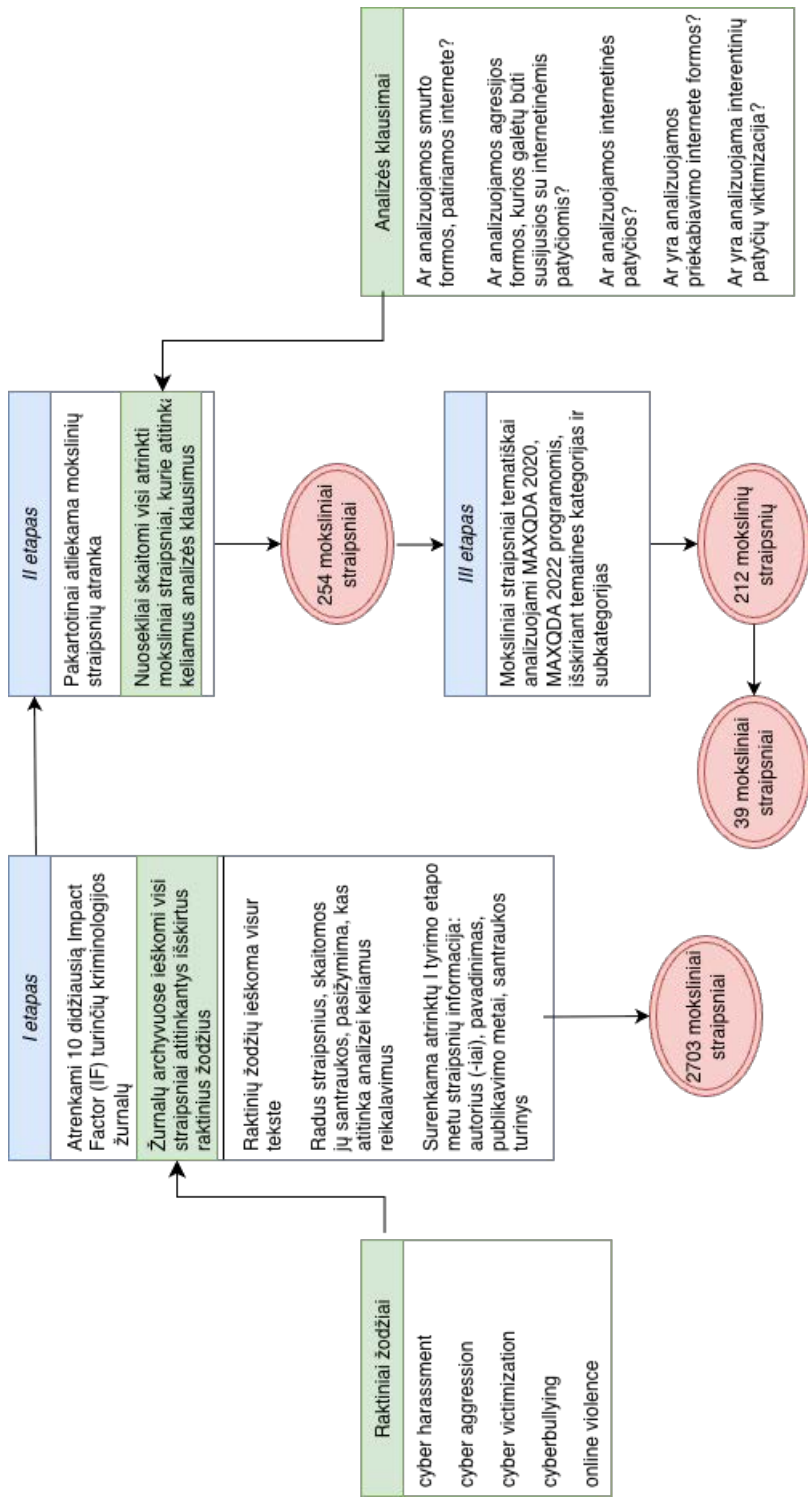 Raktiniai žodžiai
cyber harassment
cyber aggression
cyber victimization
cyberbullying
online violence
I etapas
Atrenkami 10 didžiausią Impact
Factor (IF) turinčių kriminologijos
žurnalų
Žurnalų archyvuose ieškomi visi
straipsniai atitinkantys išskirtus
raktinius žodžius
Raktinių žodžių ieškoma visur
tekste
Radus straipsnius, skaitomos
jų santraukos, pasižymima, kas
atitinka analizei keliamus
reikalavimus
Surenkama atrinktų I tyrimo etapo
metu straipsnių informacija:
autorius (-iai), pavadinimas,
publikavimo metai, santraukos
turinys
2703 moksliniai
straipsniai
II etapas
Pakartotinai atliekama mokslinių
straipsnių atranka
Nuosekliai skaitomi visi atrinkti
moksliniai straipsniai, kurie atitinka
keliamus analizės klausimus
254 moksliniai
straipsniai
III etapas
Moksliniai straipsniai tematiškai
analizuojami MAXQDA 2020,
MAXQDA 2022 programomis,
išskiriant tematines kategorijas ir
subkategorijas
212 mokslinių
straipsnių
39 moksliniai
straipsniai
Analizės klausimai
Ar analizuojamos smurto
formos, patiriamos internete?
Ar analizuojamos agresijos
formos, kurios galėtų būti
susijusios su internetinėmis
patyčiomis?
Ar analizuojamos internetinės
patyčios?
Ar yra analizuojamos
priekabiavimo internete formos?
Ar yra analizuojama interentinių
patyčių viktimizacija?